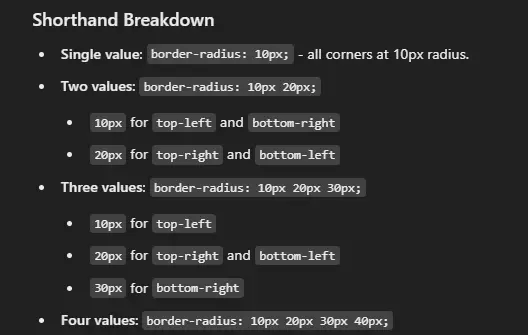 Shorthand Breakdown
Single value: border-radius: 10px; - all corners at 10px radius.
Two values: border-radius: 10px 20px;
10px for top-left and bottom-right
20px for top-right and bottom-left
Three values: border-radius: 10px 20px 30px;
10px for top-left
20px for top-right and bottom-left
30px for bottom-right
Four values: border-radius: 10px 20px 30px 40px;